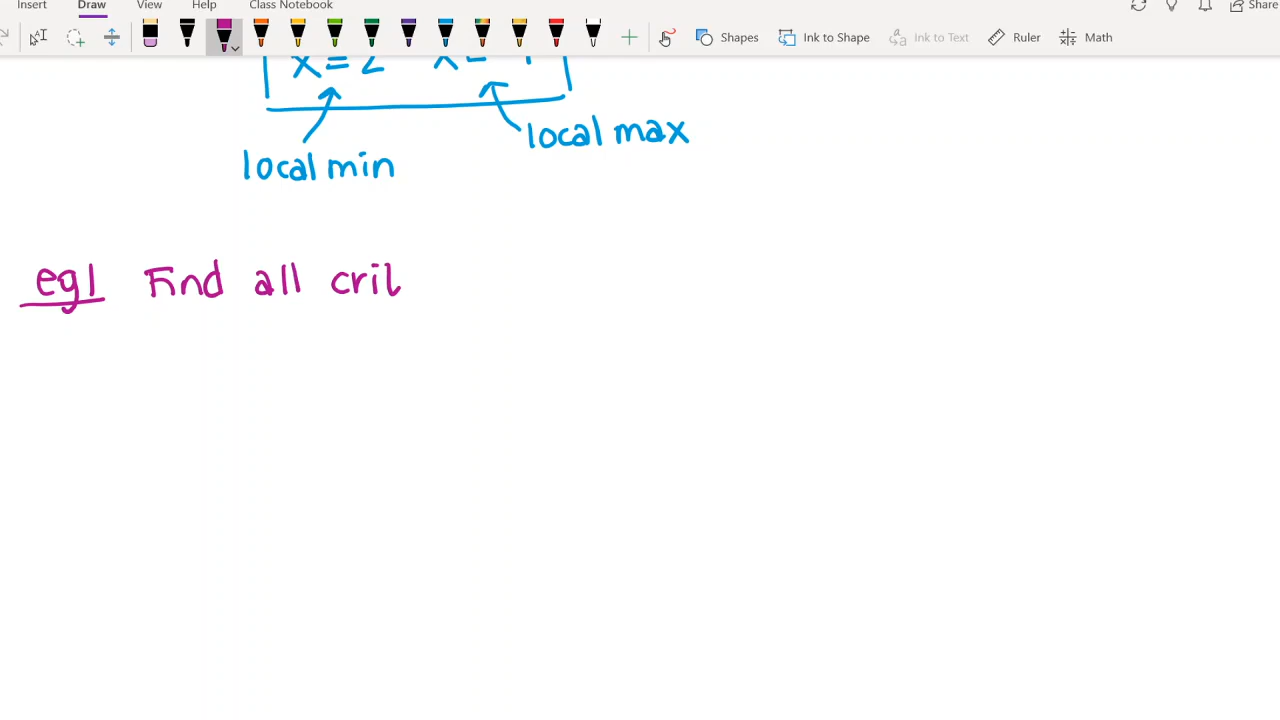 Insert Draw View Help Class Notebook Share
Shapes Ink to Shape Ink to Text Ruler Math
x = 2 x =
local max
local min
eg1 Find all cril